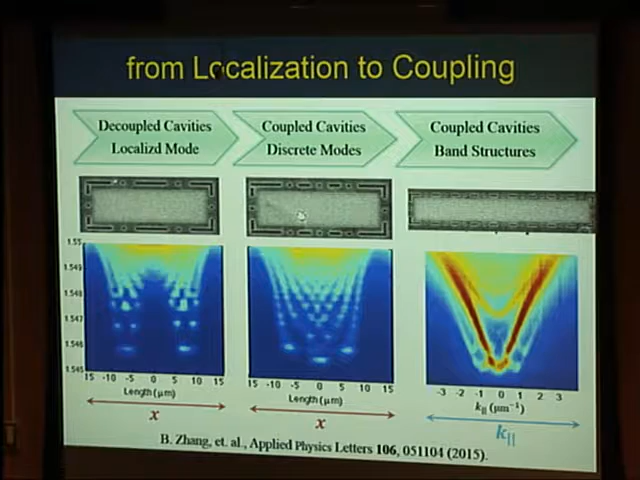 from Localization to Coupling
Decoupled Cavities
Localizd Mode
Coupled Cavities
Discrete Modes
Coupled Cavities
Band Structures
1.55
1.549
1.548
1.547
1.546
1.545
15 -10 -5 0 5 10 15
Length (μm)
x
15 -10 -5 0 5 10 15
Length (μm)
x
-3 -2 -1 0 1 2 3
k|| (μm⁻¹)
k||
B. Zhang, et. al., Applied Physics Letters 106, 051104 (2015).